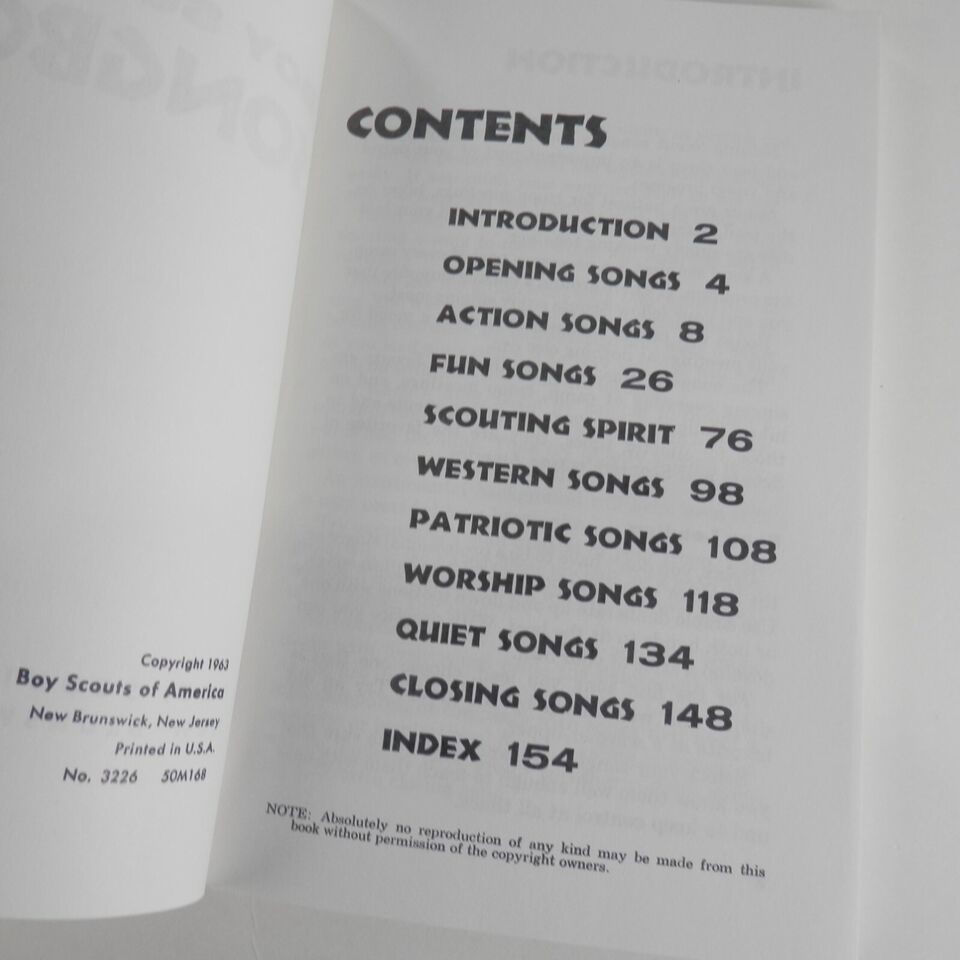 Copyright 1963
Boy Scouts of America
New Brunswick, New Jersey
Printed in U.S.A.
No. 3226 50M168
CONTENTS
INTRODUCTION 2
OPENING SONGS 4
ACTION SONGS 8
FUN SONGS 26
SCOUTING SPIRIT 76
WESTERN SONGS 98
PATRIOTIC SONGS 108
WORSHIP SONGS 118
QUIET SONGS 134
CLOSING SONGS 148
INDEX 154
NOTE: Absolutely no reproduction of any kind may be made from this
book without permission of the copyright owners.